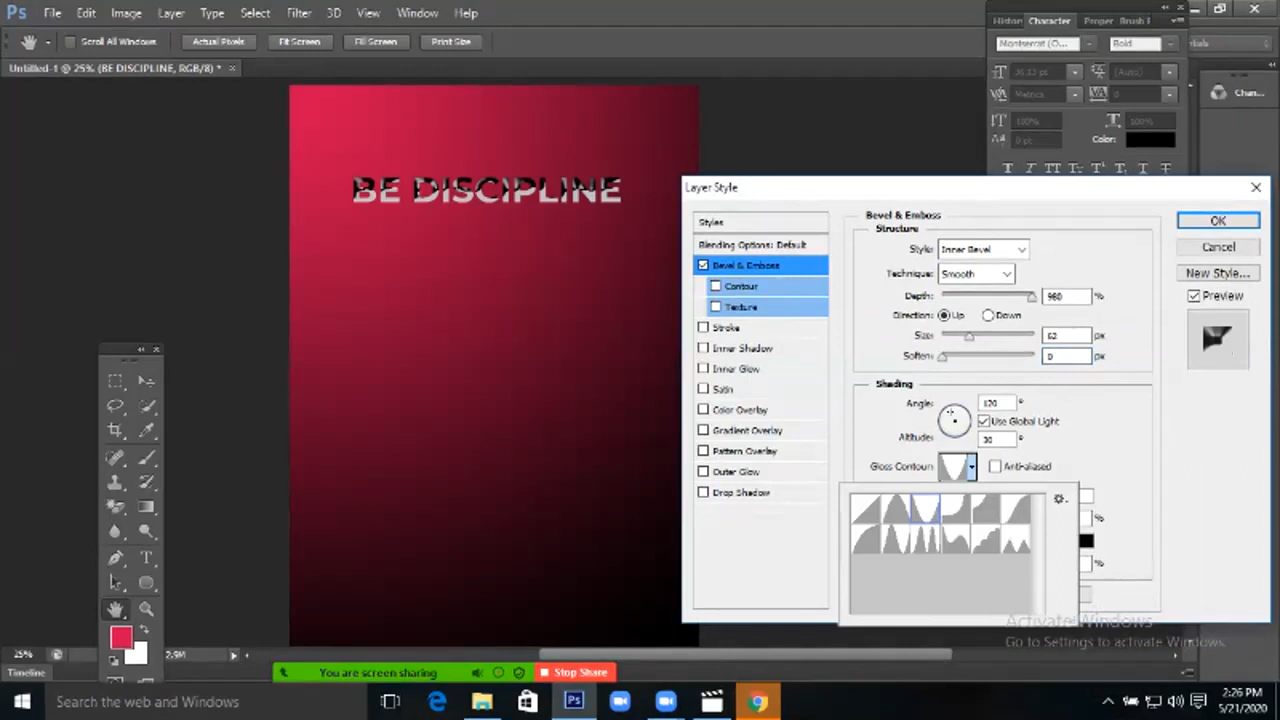 Ps File Edit Image Layer Type Select Filter 3D View Window Help
Scroll All Windows Actual Pixels Fit Screen Fill Screen Print Size
Untitled-1 @ 25% (BE DISCIPLINE, RGB/8) *
Histor Character Proper Brush
Montserrat (O... Bold
(Auto)
Metrics 0
100% 100%
0 pt Color:
Chan...
BE DISCIPLINE
Layer Style
Styles
Blending Options: Default
Bevel & Emboss
Contour
Texture
Stroke
Inner Shadow
Inner Glow
Satin
Color Overlay
Gradient Overlay
Pattern Overlay
Outer Glow
Drop Shadow
Bevel & Emboss
Structure
Style: Inner Bevel
Technique: Smooth
Depth: 980 %
Direction: Up Down
Size: 62 px
Soften: 0 px
Shading
Angle: 120 °
Use Global Light
Altitude: 30 °
Gloss Contour: Anti-aliased
%
%
OK
Cancel
New Style...
Preview
Activate Windows
Go to Settings to activate Windows.
25% 2.9M
Timeline
You are screen sharing Stop Share
Search the web and Windows
Ps
2:26 PM
5/21/2020